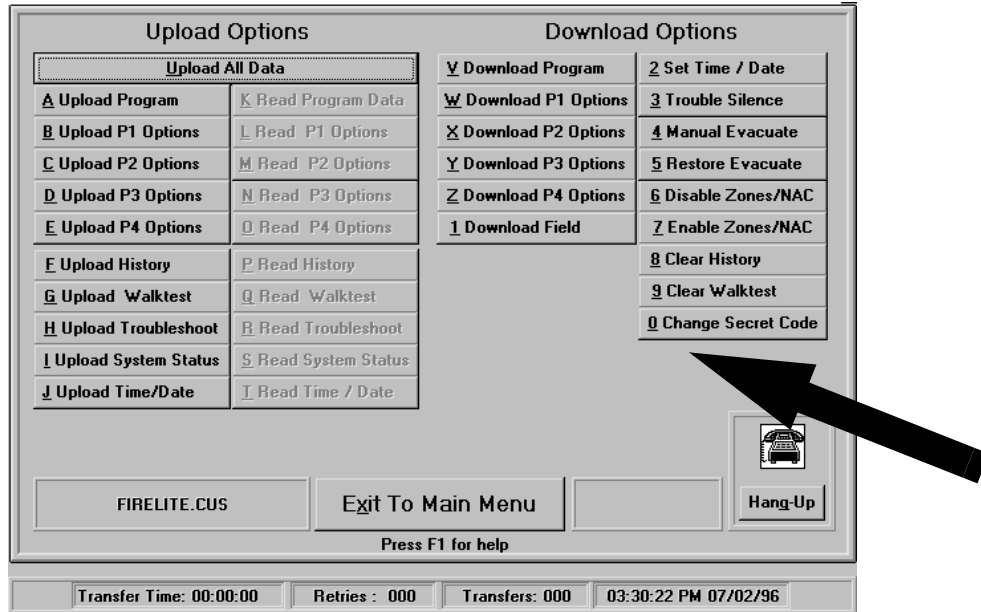 Upload Options
Upload All Data
A Upload Program
B Upload P1 Options
C Upload P2 Options
D Upload P3 Options
E Upload P4 Options
F Upload History
G Upload Walktest
H Upload Troubleshoot
I Upload System Status
J Upload Time/Date
K Read Program Data
L Read P1 Options
M Read P2 Options
N Read P3 Options
O Read P4 Options
P Read History
Q Read Walktest
R Read Troubleshoot
S Read System Status
T Read Time / Date
Download Options
V Download Program
W Download P1 Options
X Download P2 Options
Y Download P3 Options
Z Download P4 Options
1 Download Field
2 Set Time / Date
3 Trouble Silence
4 Manual Evacuate
5 Restore Evacuate
6 Disable Zones/NAC
7 Enable Zones/NAC
8 Clear History
9 Clear Walktest
0 Change Secret Code
FIRELITE.CUS
Exit To Main Menu
Hang-Up
Press F1 for help
Transfer Time: 00:00:00
Retries : 000
Transfers: 000
03:30:22 PM 07/02/96